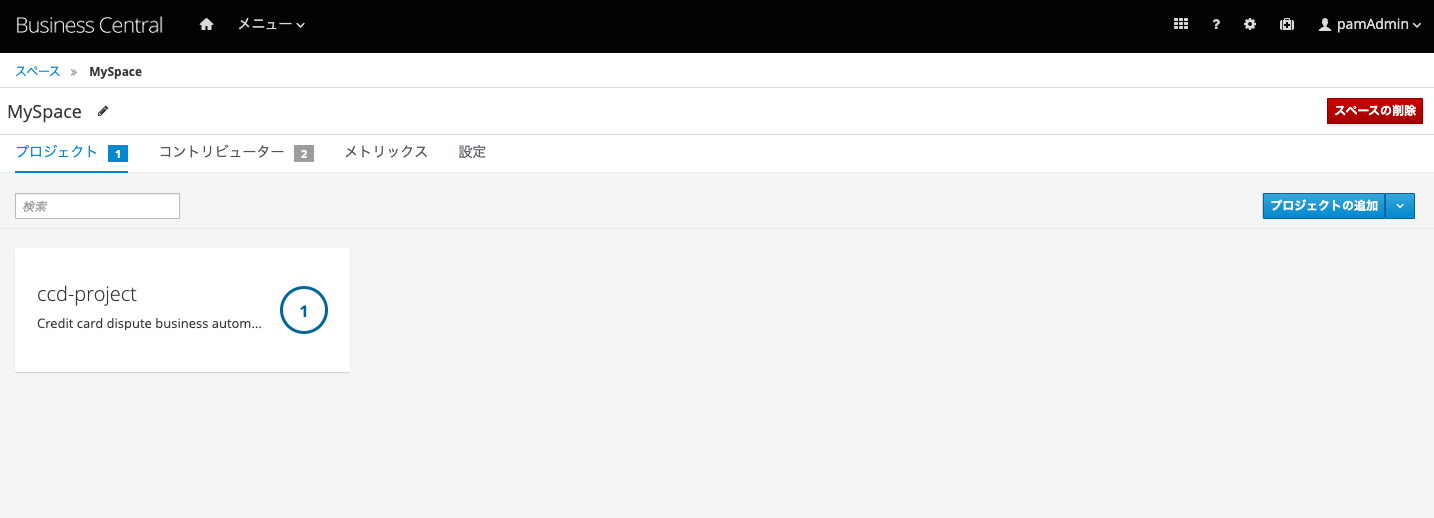 Business Central メニュー ? pamAdmin
スペース » MySpace
MySpace スペースの削除
プロジェクト 1 コントリビューター 2 メトリックス 設定
検索 プロジェクトの追加
ccd-project
1
Credit card dispute business autom...